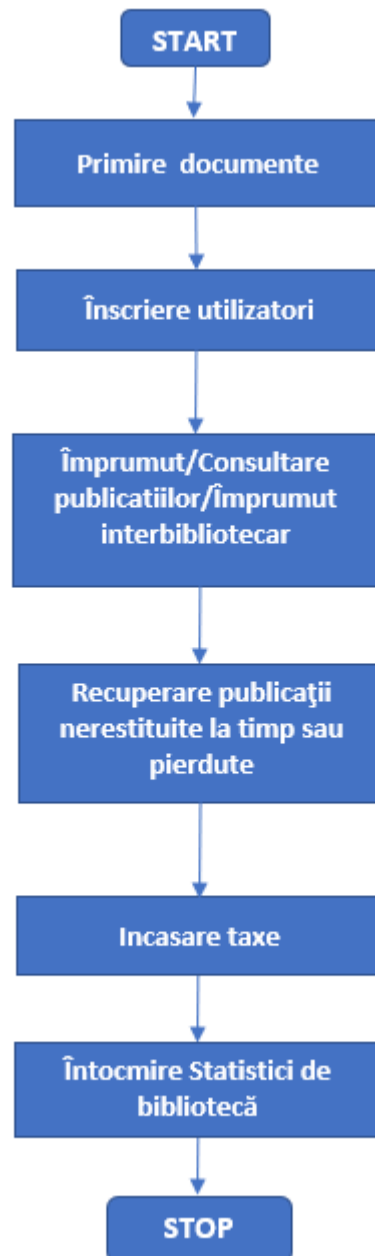 START
Primire  documente
Înscriere utilizatori
Împrumut/Consultare
publicatiilor/Împrumut
interbibliotecar
Recuperare publicaţii
nerestituite la timp sau
pierdute
Incasare taxe
Întocmire Statistici de
bibliotecă
STOP